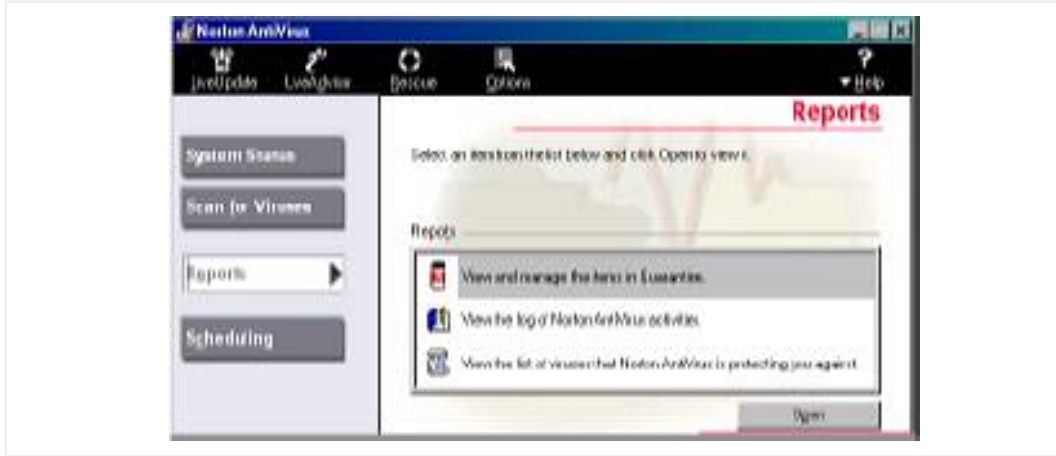 Norton AntiVirus
LiveUpdate LiveAdvisor Rescue Options Help
Reports
System Status
Select an item from the list below and click Open to view it.
Scan for Viruses
Reports
Reports
View and manage the items in Quarantine.
View the log of Norton AntiVirus activities.
Scheduling
View the list of viruses that Norton AntiVirus is protecting you against.
Open